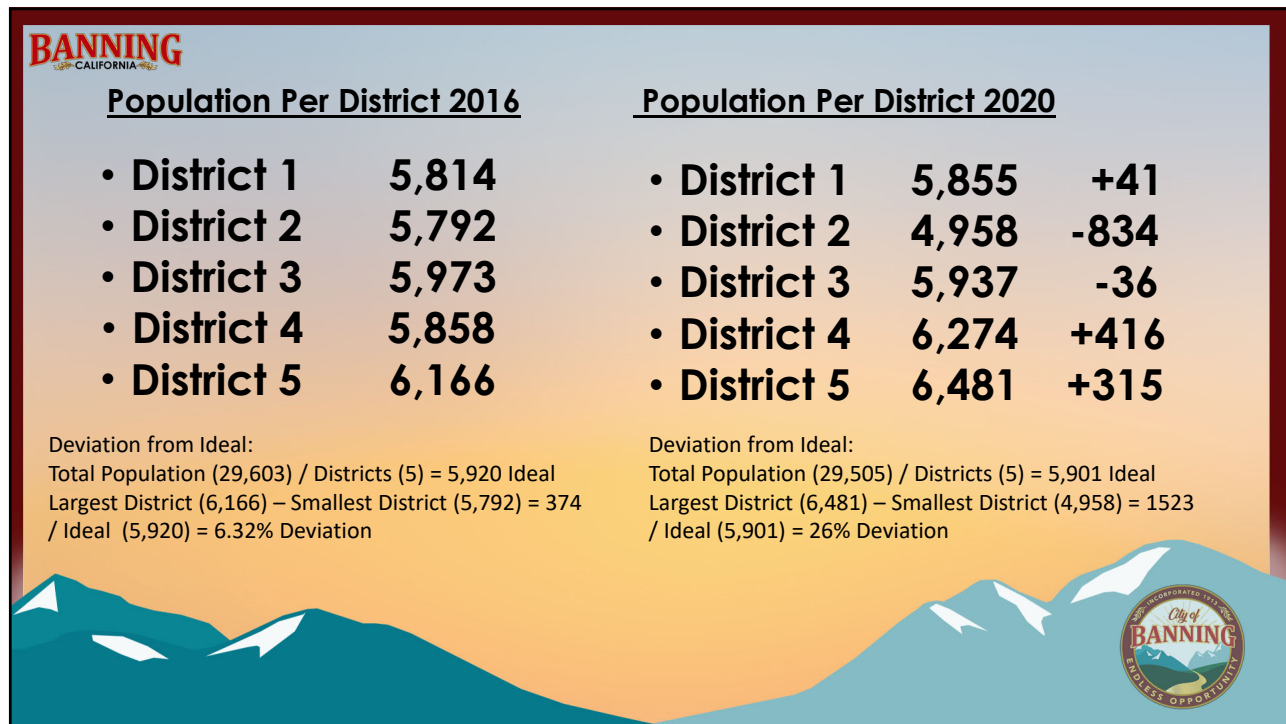 BANNING
CALIFORNIA
Population Per District 2016
• District 1 5,814
• District 2 5,792
• District 3 5,973
• District 4 5,858
• District 5 6,166
Deviation from Ideal:
Total Population (29,603) / Districts (5) = 5,920 Ideal
Largest District (6,166) – Smallest District (5,792) = 374
/ Ideal  (5,920) = 6.32% Deviation
Population Per District 2020
• District 1 5,855 +41
• District 2 4,958 -834
• District 3 5,937 -36
• District 4 6,274 +416
• District 5 6,481 +315
Deviation from Ideal:
Total Population (29,505) / Districts (5) = 5,901 Ideal
Largest District (6,481) – Smallest District (4,958) = 1523
/ Ideal (5,901) = 26% Deviation
INCORPORATED 1913
City of
BANNING
ENDLESS OPPORTUNITY